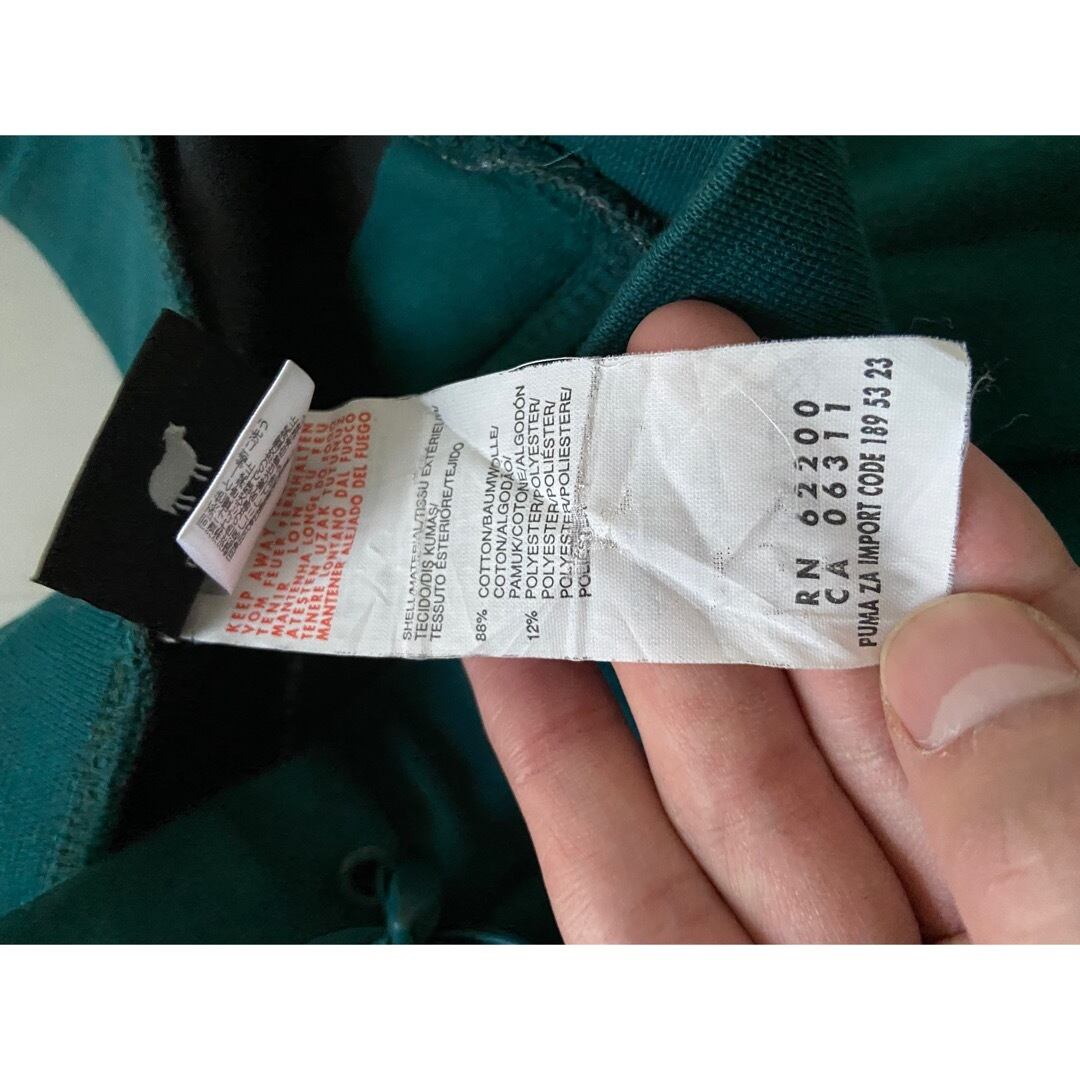 KEEP AWAY
VOM FEUER FERNHALTEN
TENIR LOIN DU FEU
MANTENHA LONGE DO FOGO
ATEŞTEN UZAK TUTUNUZ
TENERE LONTANO DAL FUOCO
MANTENER ALEJADO DEL FUEGO
SHELL/MATERIAL/TISSU EXTÉRIEUR/
TECIDO/DIŞ KUMAŞ/
TESSUTO ESTERIORE/TEJIDO
88% COTTON/BAUMWOLLE/
COTON/ALGODÃO/
PAMUK/COTONE/ALGODÓN
12% POLYESTER/POLYESTER/
POLYESTER/POLIÉSTER/
POLYESTER/POLIESTERE/
RN 62200
CA 06311
PUMA ZA IMPORT CODE 189 53 23